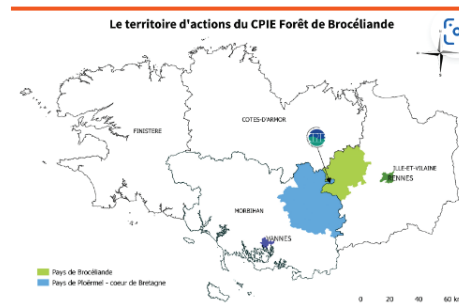 Le territoire d'actions du CPIE Forêt de Brocéliande
COTES-D'ARMOR
FINISTERE
ILLE-ET-VILAINE
RENNES
MORBIHAN
VANNES
Pays de Brocéliande
Pays de Ploërmel - coeur de Bretagne
0 20 40 60 km